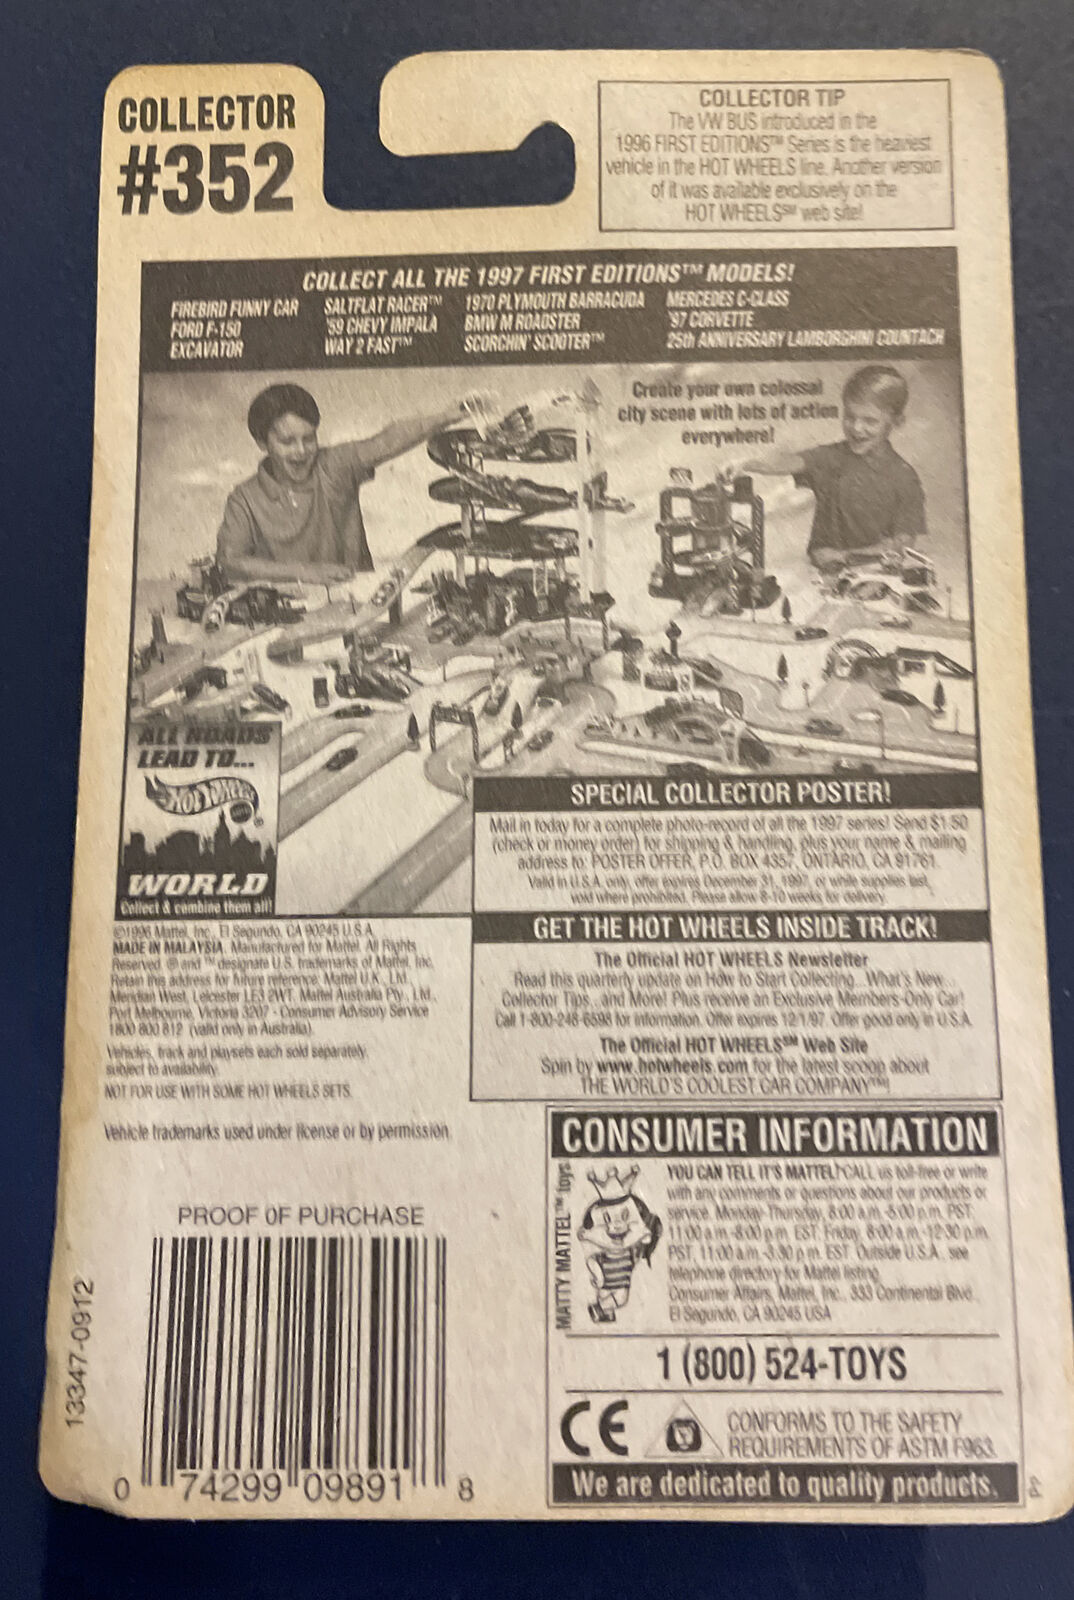 COLLECTOR
#352
COLLECTOR TIP
The VW BUS introduced in the
1996 FIRST EDITIONS™ Series is the heaviest
vehicle in the HOT WHEELS line. Another version
of it was available exclusively on the
HOT WHEELS℠ web site!
COLLECT ALL THE 1997 FIRST EDITIONS™ MODELS!
FIREBIRD FUNNY CAR
FORD F-150
EXCAVATOR
SALTFLAT RACER™
'59 CHEVY IMPALA
WAY 2 FAST™
1970 PLYMOUTH BARRACUDA
BMW M ROADSTER
SCORCHIN' SCOOTER™
MERCEDES C-CLASS
'97 CORVETTE
25th ANNIVERSARY LAMBORGHINI COUNTACH
Create your own colossal
city scene with lots of action
everywhere!
ALL ROADS
LEAD TO...
Hot Wheels
WORLD
Collect & combine them all!
SPECIAL COLLECTOR POSTER!
Mail in today for a complete photo-record of all the 1997 series! Send $1.50
(check or money order) for shipping & handling, plus your name & mailing
address to: POSTER OFFER, P.O. BOX 4357, ONTARIO, CA 91761.
Valid in U.S.A. only, offer expires December 31, 1997, or while supplies last,
void where prohibited. Please allow 8-10 weeks for delivery.
GET THE HOT WHEELS INSIDE TRACK!
The Official HOT WHEELS Newsletter
Read this quarterly update on How to Start Collecting...What's New...
Collector Tips...and More! Plus receive an Exclusive Members-Only Car!
Call 1-800-248-6598 for information. Offer expires 12/1/97. Offer good only in U.S.A.
The Official HOT WHEELS℠ Web Site
Spin by www.hotwheels.com for the latest scoop about
THE WORLD'S COOLEST CAR COMPANY™!
©1996 Mattel, Inc., El Segundo, CA 90245 U.S.A.
MADE IN MALAYSIA. Manufactured for Mattel. All Rights
Reserved. ® and ™ designate U.S. trademarks of Mattel, Inc.
Retain this address for future reference: Mattel U.K., Ltd.,
Meridian West, Leicester LE3 2WT. Mattel Australia Pty., Ltd.,
Port Melbourne, Victoria 3207 - Consumer Advisory Service
1800 800 812 (valid only in Australia).
Vehicles, track and playsets each sold separately,
subject to availability.
NOT FOR USE WITH SOME HOT WHEELS SETS.
Vehicle trademarks used under license or by permission.
CONSUMER INFORMATION
MATTY MATTEL™ toys
YOU CAN TELL IT'S MATTEL! CALL us toll-free or write
with any comments or questions about our products or
service. Monday-Thursday, 8:00 a.m.-5:00 p.m. PST,
11:00 a.m.-8:00 p.m. EST. Friday, 8:00 a.m.-12:30 p.m.
PST, 11:00 a.m.-3:30 p.m. EST. Outside U.S.A., see
telephone directory for Mattel listing.
Consumer Affairs, Mattel, Inc., 333 Continental Blvd.,
El Segundo, CA 90245 USA
1 (800) 524-TOYS
CE
CONFORMS TO THE SAFETY
REQUIREMENTS OF ASTM F963.
We are dedicated to quality products.
PROOF OF PURCHASE
13347-0912
0 74299 09891 8